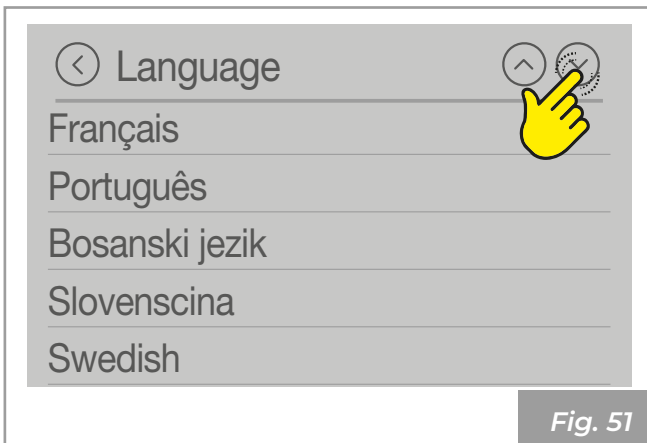 Language
Français
Português
Bosanski jezik
Slovenscina
Swedish
Fig. 51